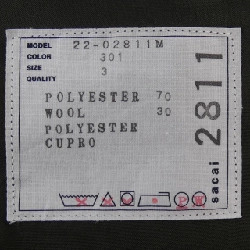 MODEL 22-02811M
COLOR 301
SIZE 3
QUALITY
POLYESTER 70
WOOL 30
POLYESTER
CUPRO
sacai 2811